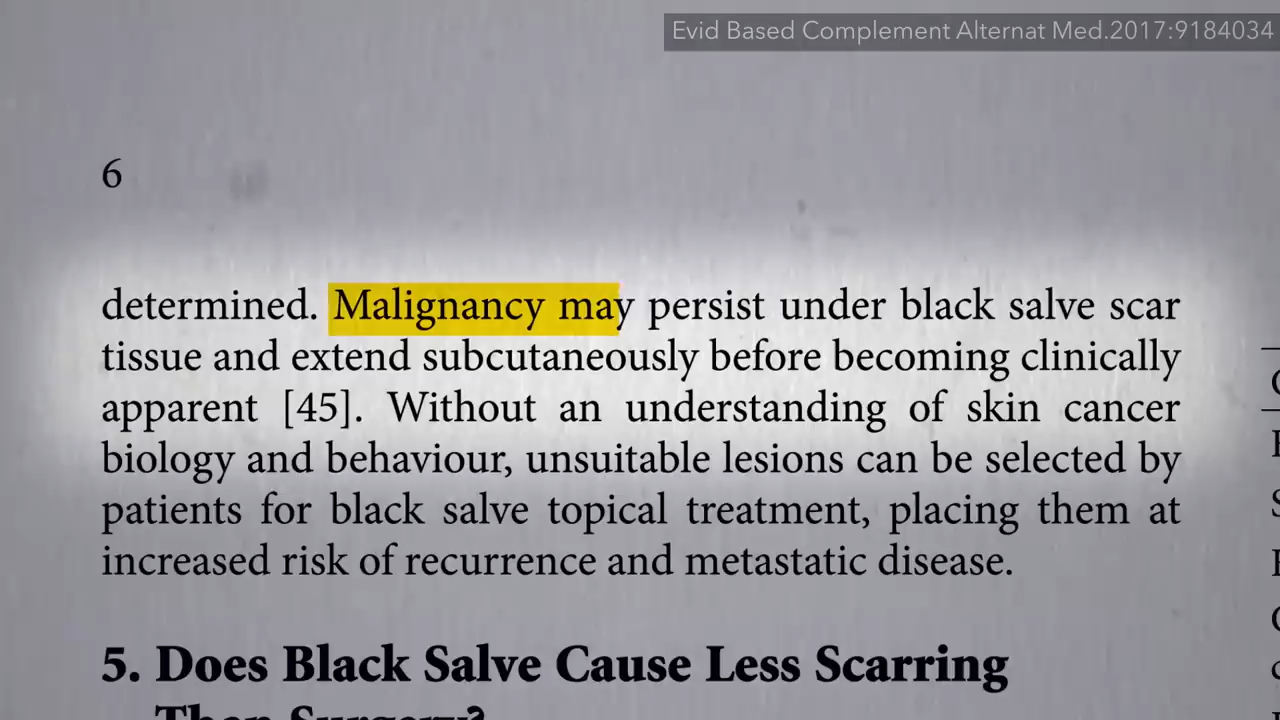 Evid Based Complement Alternat Med.2017:9184034
6
determined. Malignancy may persist under black salve scar
tissue and extend subcutaneously before becoming clinically
apparent [45]. Without an understanding of skin cancer
biology and behaviour, unsuitable lesions can be selected by
patients for black salve topical treatment, placing them at
increased risk of recurrence and metastatic disease.
5. Does Black Salve Cause Less Scarring
Than Surgery?